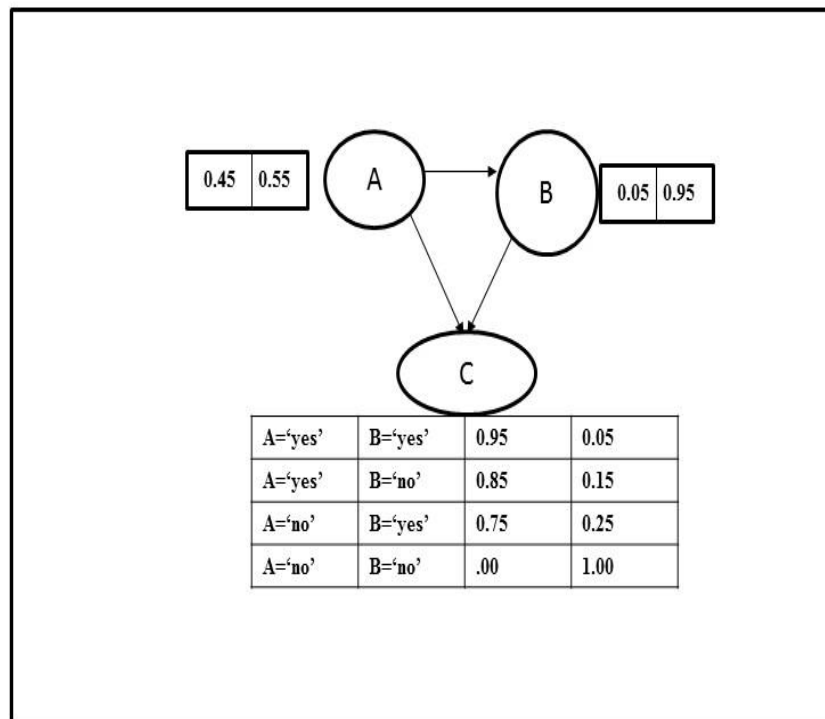 0.45 0.55
A
B
0.05 0.95
C
A=‘yes’ B=‘yes’ 0.95 0.05
A=‘yes’ B=‘no’ 0.85 0.15
A=‘no’ B=‘yes’ 0.75 0.25
A=‘no’ B=‘no’ .00 1.00